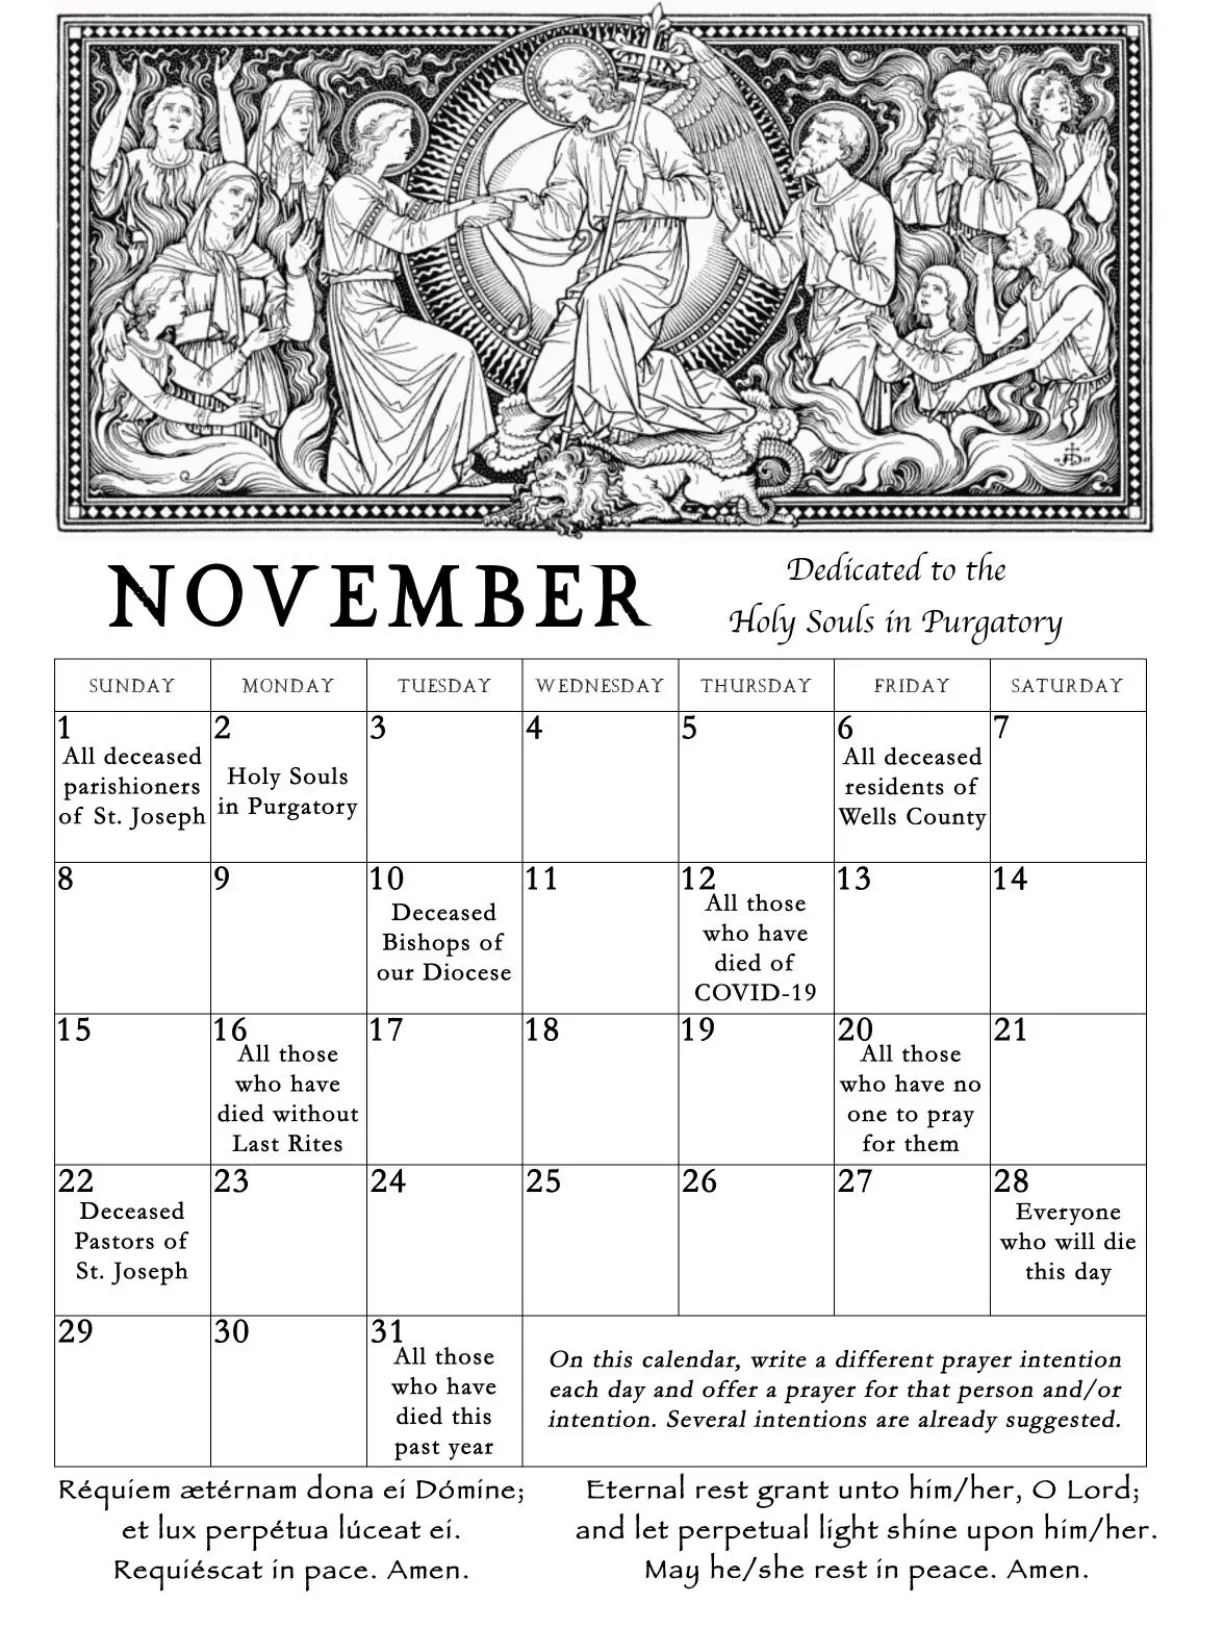 NOVEMBER
Dedicated to the
Holy Souls in Purgatory
SUNDAY MONDAY TUESDAY WEDNESDAY THURSDAY FRIDAY SATURDAY
1
All deceased
parishioners
of St. Joseph
2
Holy Souls
in Purgatory
3
4
5
6
All deceased
residents of
Wells County
7
8
9
10
Deceased
Bishops of
our Diocese
11
12
All those
who have
died of
COVID-19
13
14
15
16
All those
who have
died without
Last Rites
17
18
19
20
All those
who have no
one to pray
for them
21
22
Deceased
Pastors of
St. Joseph
23
24
25
26
27
28
Everyone
who will die
this day
29
30
31
All those
who have
died this
past year
On this calendar, write a different prayer intention
each day and offer a prayer for that person and/or
intention. Several intentions are already suggested.
Réquiem ætérnam dona ei Dómine;
et lux perpétua lúceat ei.
Requiéscat in pace. Amen.
Eternal rest grant unto him/her, O Lord;
and let perpetual light shine upon him/her.
May he/she rest in peace. Amen.